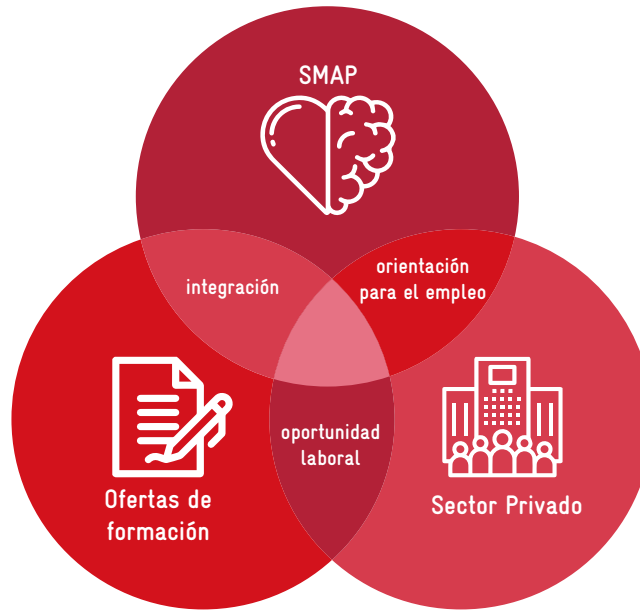 SMAP
integración
orientación
para el empleo
oportunidad
laboral
Ofertas de
formación
Sector Privado